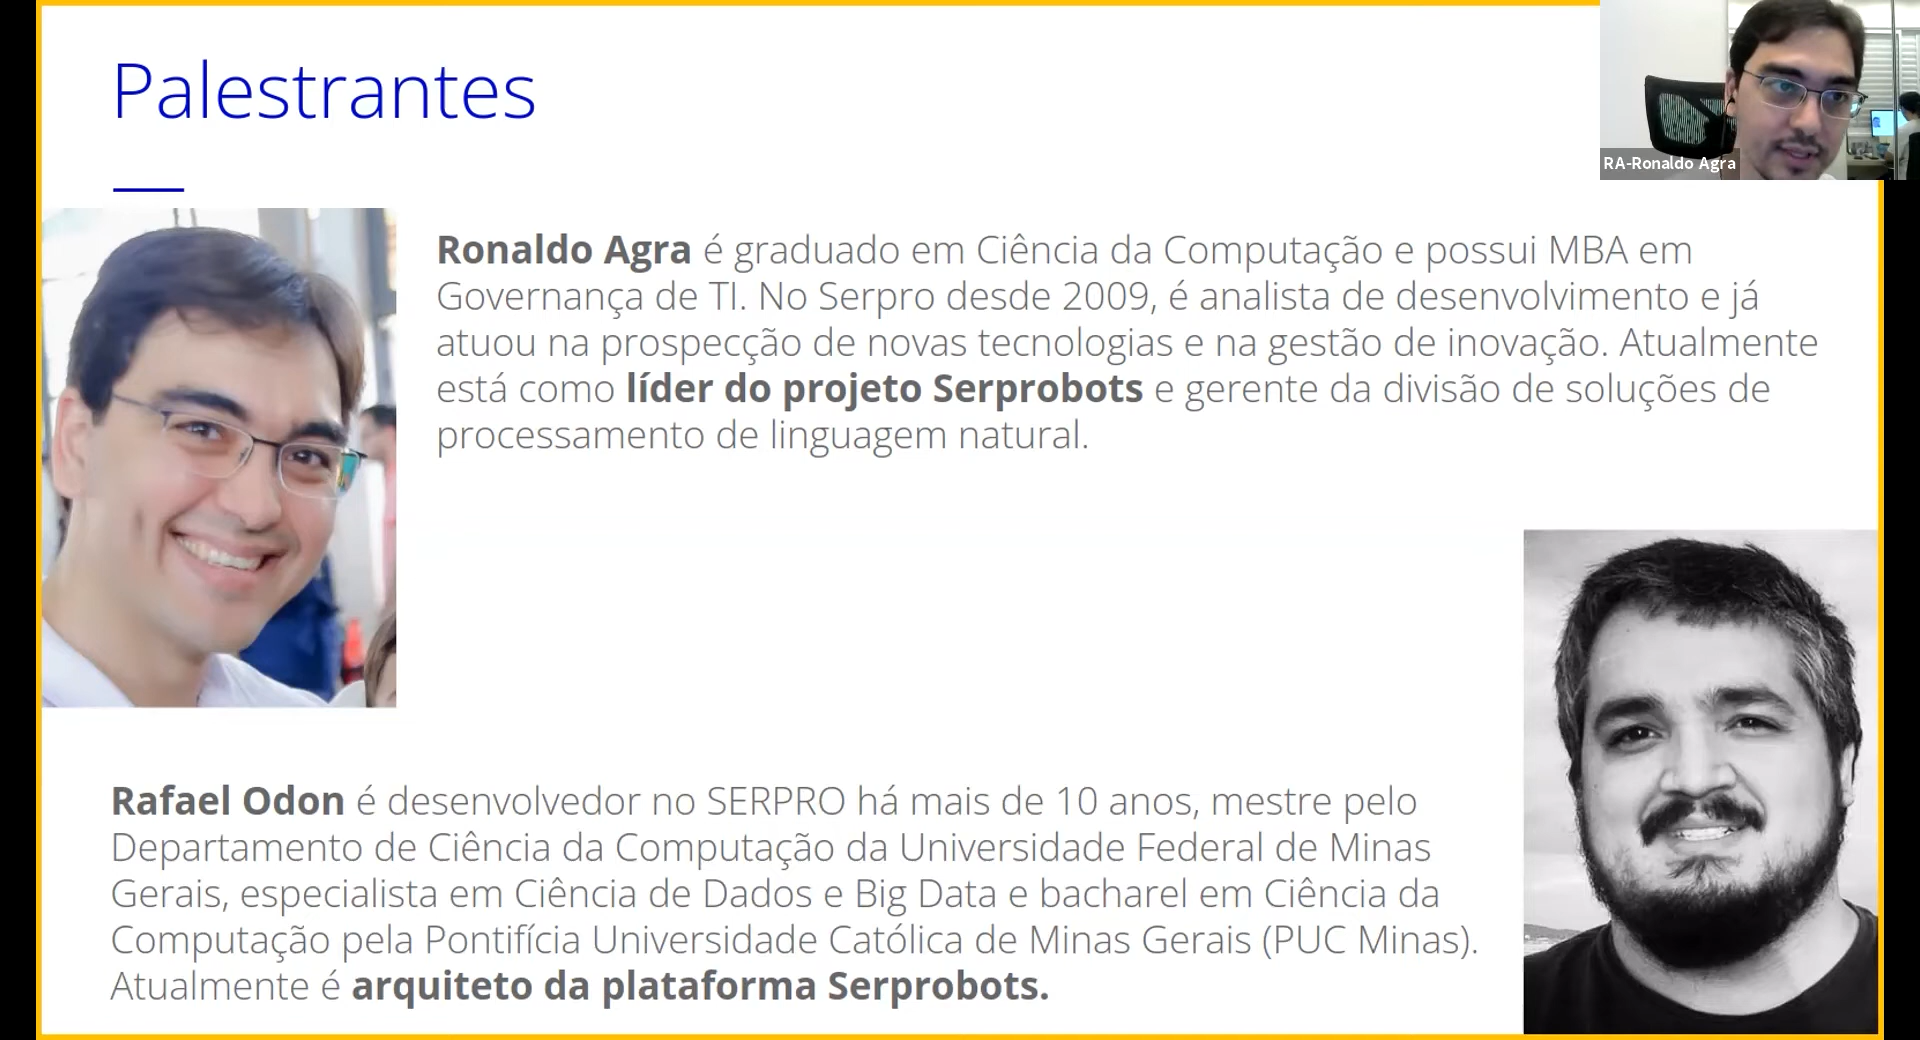 Palestrantes
RA-Ronaldo Agra
Ronaldo Agra é graduado em Ciência da Computação e possui MBA em
Governança de TI. No Serpro desde 2009, é analista de desenvolvimento e já
atuou na prospecção de novas tecnologias e na gestão de inovação. Atualmente
está como líder do projeto Serprobots e gerente da divisão de soluções de
processamento de linguagem natural.
Rafael Odon é desenvolvedor no SERPRO há mais de 10 anos, mestre pelo
Departamento de Ciência da Computação da Universidade Federal de Minas
Gerais, especialista em Ciência de Dados e Big Data e bacharel em Ciência da
Computação pela Pontifícia Universidade Católica de Minas Gerais (PUC Minas).
Atualmente é arquiteto da plataforma Serprobots.